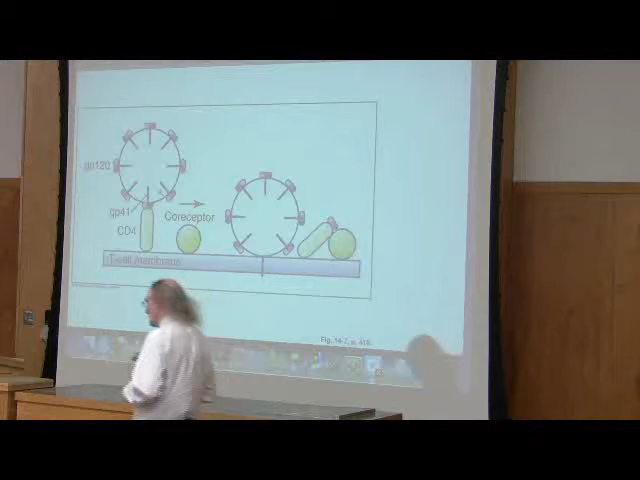 gp120
gp41
CD4
Coreceptor
T-cell membrane
Fig. 14-7, p. 416